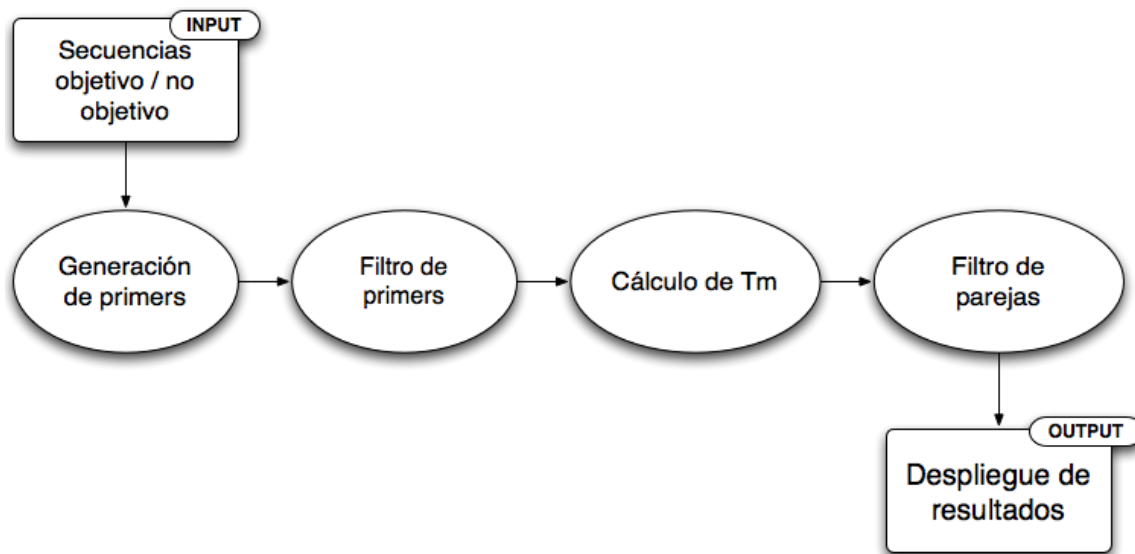 INPUT
Secuencias
objetivo / no
objetivo
Generación
de primers
Filtro de
primers
Cálculo de Tm
Filtro de
parejas
OUTPUT
Despliegue de
resultados